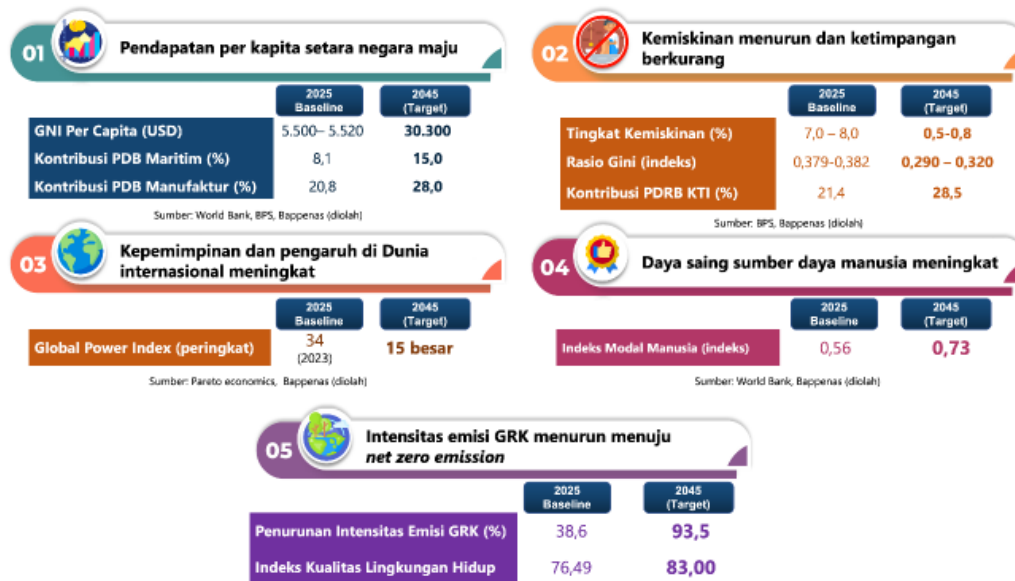 01
Pendapatan per kapita setara negara maju
2025 Baseline 2045 (Target)
GNI Per Capita (USD) 5.500– 5.520 30.300
Kontribusi PDB Maritim (%) 8,1 15,0
Kontribusi PDB Manufaktur (%) 20,8 28,0
Sumber: World Bank, BPS, Bappenas (diolah)
02
Kemiskinan menurun dan ketimpangan
berkurang
2025 Baseline 2045 (Target)
Tingkat Kemiskinan (%) 7,0 – 8,0 0,5-0,8
Rasio Gini (indeks) 0,379-0,382 0,290 – 0,320
Kontribusi PDRB KTI (%) 21,4 28,5
Sumber: BPS, Bappenas (diolah)
03
Kepemimpinan dan pengaruh di Dunia
internasional meningkat
2025 Baseline 2045 (Target)
Global Power Index (peringkat) 34 (2023) 15 besar
Sumber: Pareto economics, Bappenas (diolah)
04
Daya saing sumber daya manusia meningkat
2025 Baseline 2045 (Target)
Indeks Modal Manusia (indeks) 0,56 0,73
Sumber: World Bank, Bappenas (diolah)
05
Intensitas emisi GRK menurun menuju
net zero emission
2025 Baseline 2045 (Target)
Penurunan Intensitas Emisi GRK (%) 38,6 93,5
Indeks Kualitas Lingkungan Hidup 76,49 83,00